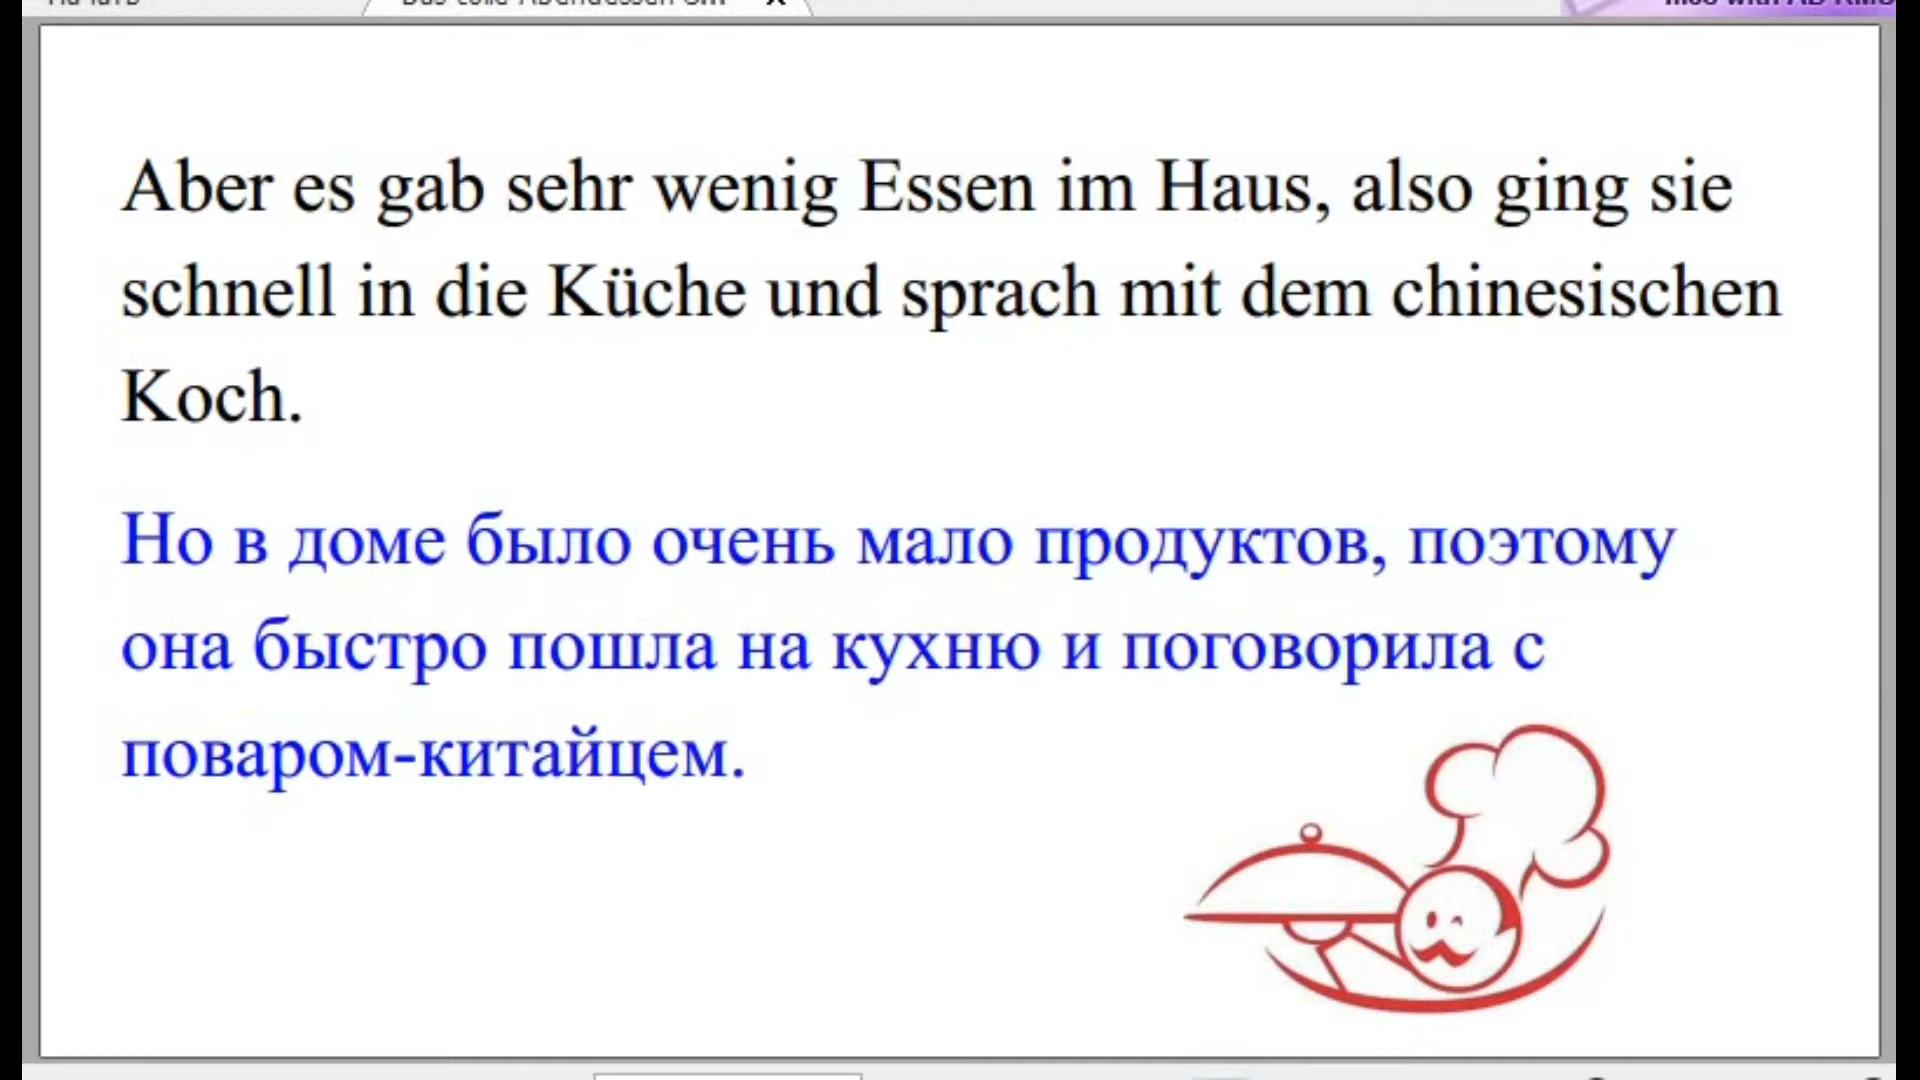 Aber es gab sehr wenig Essen im Haus, also ging sie
schnell in die Küche und sprach mit dem chinesischen
Koch.
Но в доме было очень мало продуктов, поэтому
она быстро пошла на кухню и поговорила с
поваром-китайцем.